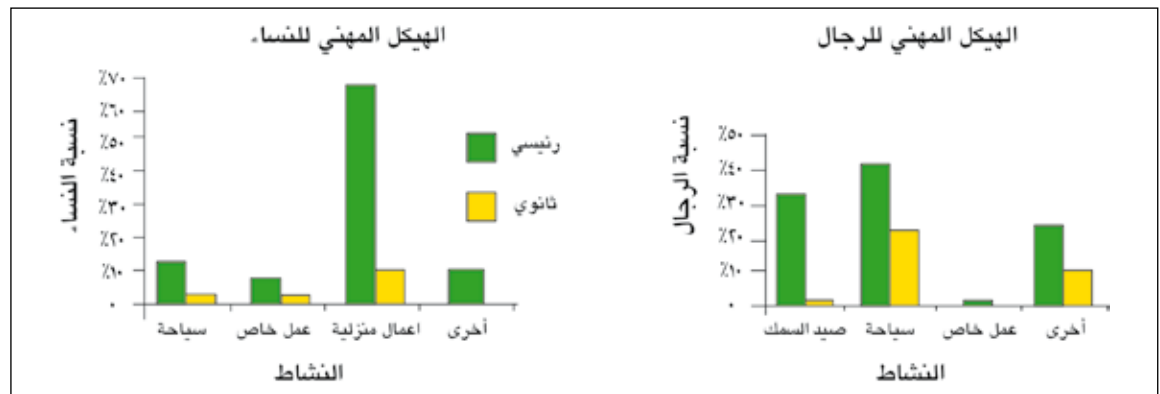 الهيكل المهني للرجال
نسبة الرجال
٪٥٠
٪٤٠
٪٣٠
٪٢٠
٪١٠
٠
صيد السمك
سياحة
عمل خاص
أخرى
النشاط
الهيكل المهني للنساء
نسبة النساء
٪٧٠
٪٦٠
٪٥٠
٪٤٠
٪٣٠
٪٢٠
٪١٠
٠
رئيسي
ثانوي
سياحة
عمل خاص
اعمال منزلية
أخرى
النشاط